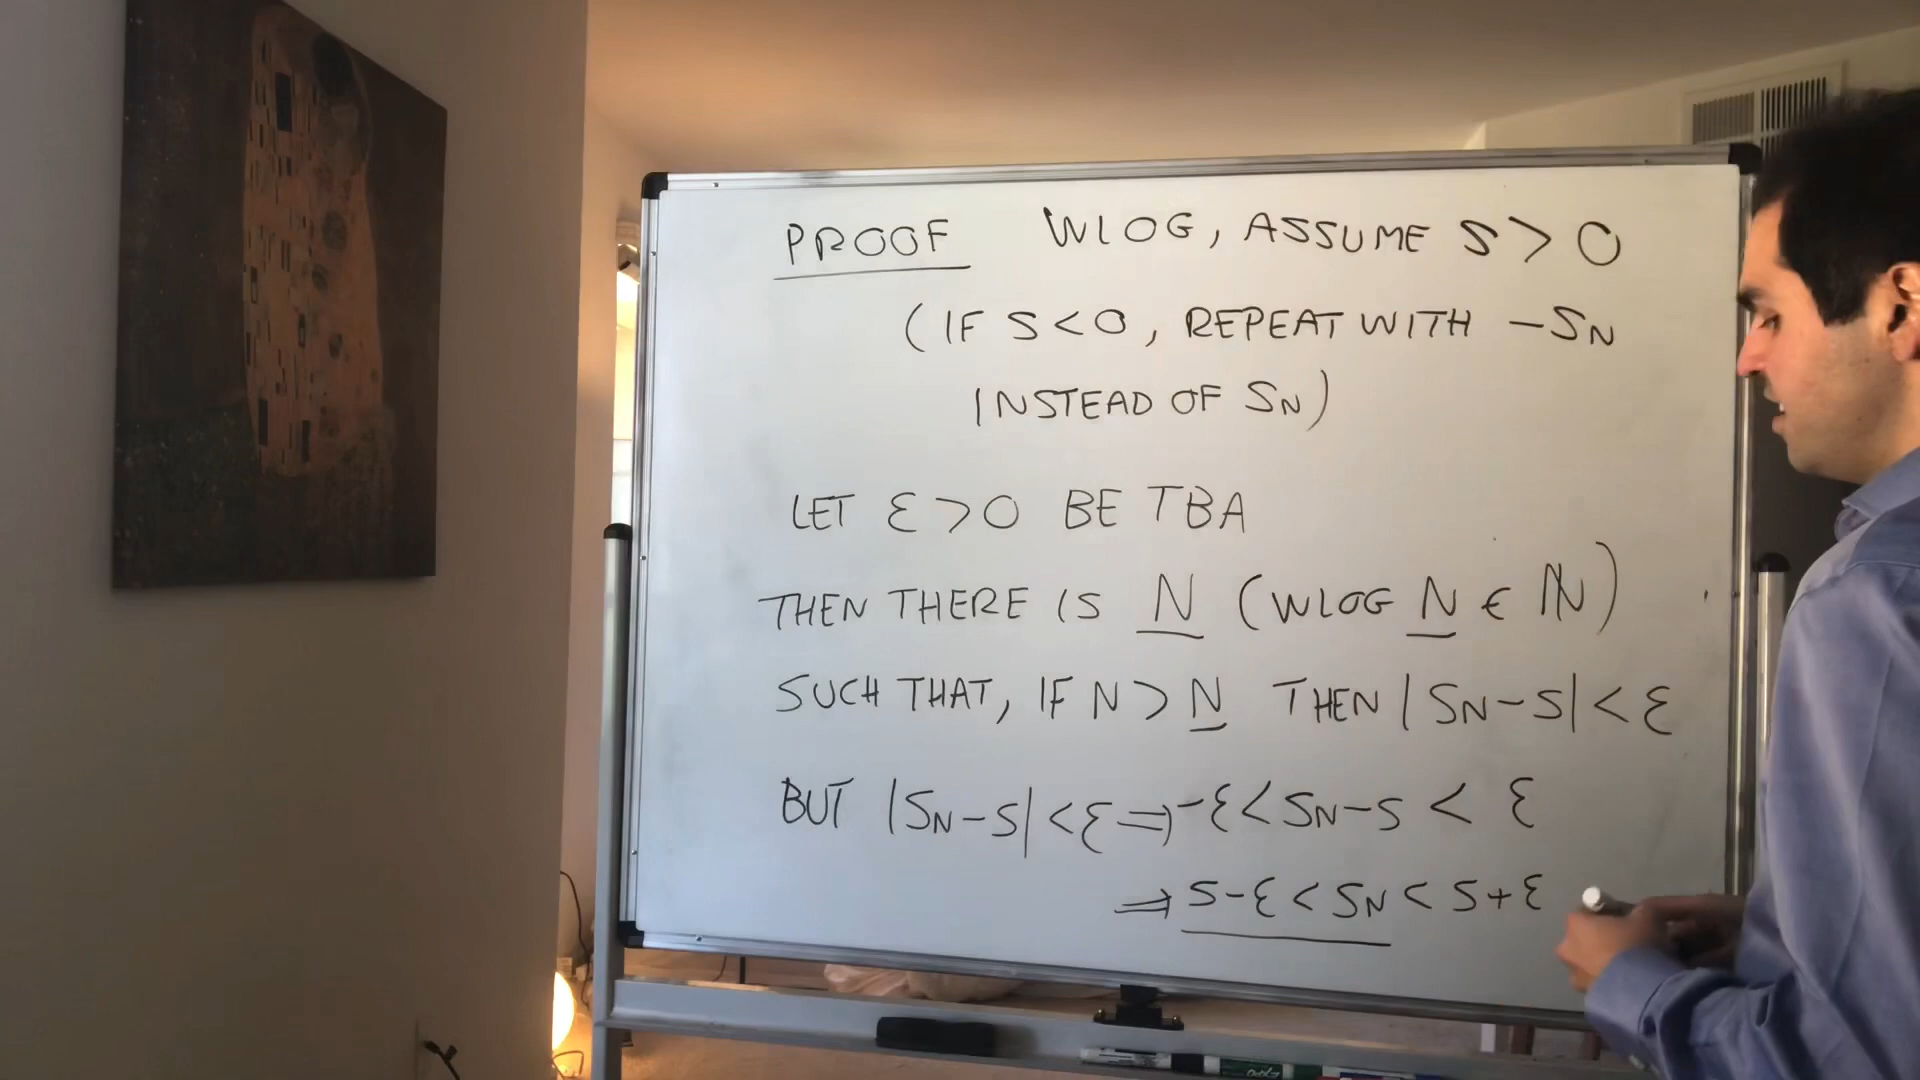 PROOF WLOG, ASSUME S > 0
(IF S < 0, REPEAT WITH -SN
INSTEAD OF SN)
LET ε > 0 BE TBA
THEN THERE IS N (WLOG N ∈ ℕ)
SUCH THAT, IF N > N THEN |SN - S| < ε
BUT |SN - S| < ε ⇒ -ε < SN - S < ε
⇒ S - ε < SN < S + ε